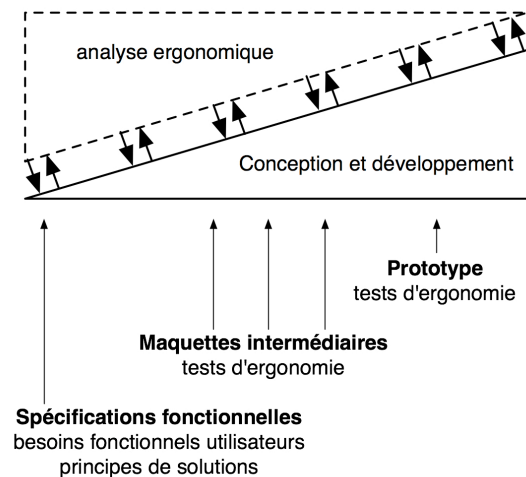 analyse ergonomique
Conception et développement
Prototype
tests d'ergonomie
Maquettes intermédiaires
tests d'ergonomie
Spécifications fonctionnelles
besoins fonctionnels utilisateurs
principes de solutions